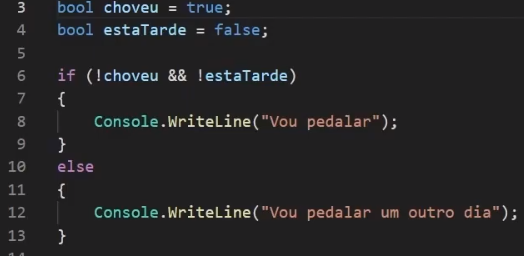 3 bool choveu = true;
4 bool estaTarde = false;
5
6 if (!choveu && !estaTarde)
7 {
8 Console.WriteLine("Vou pedalar");
9 }
10 else
11 {
12 Console.WriteLine("Vou pedalar um outro dia");
13 }